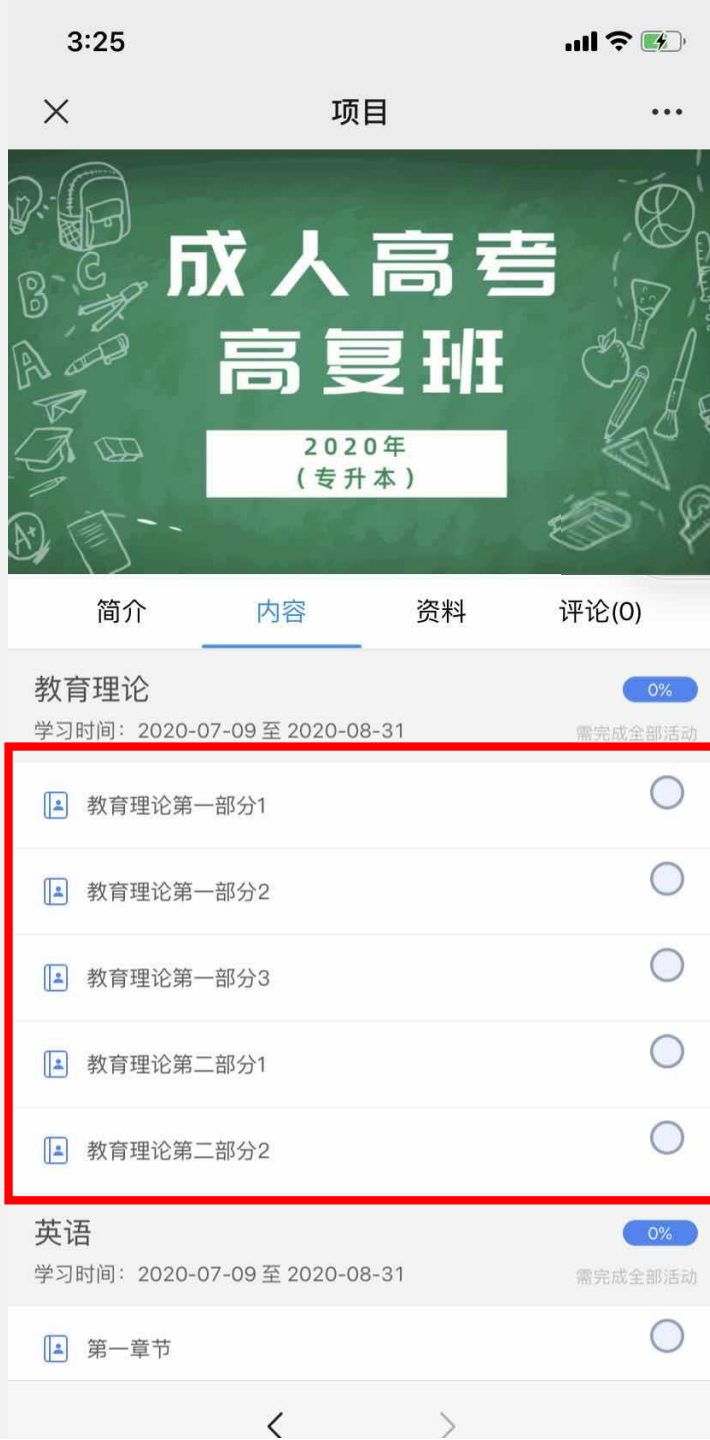 3:25
项目
成人高考
高复班
2020年
(专升本)
B
C
A
A+
简介
内容
资料
评论(0)
教育理论
0%
学习时间：2020-07-09 至 2020-08-31
需完成全部活动
教育理论第一部分1
教育理论第一部分2
教育理论第一部分3
教育理论第二部分1
教育理论第二部分2
英语
0%
学习时间：2020-07-09 至 2020-08-31
需完成全部活动
第一章节